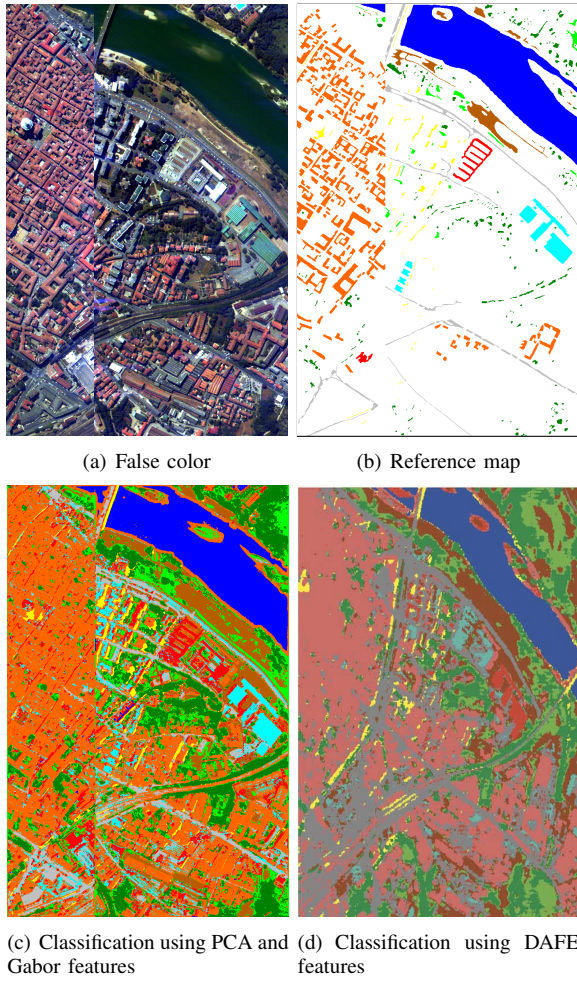 (a) False color
(b) Reference map
(c) Classification using PCA and
Gabor features
(d) Classification using DAFE
features